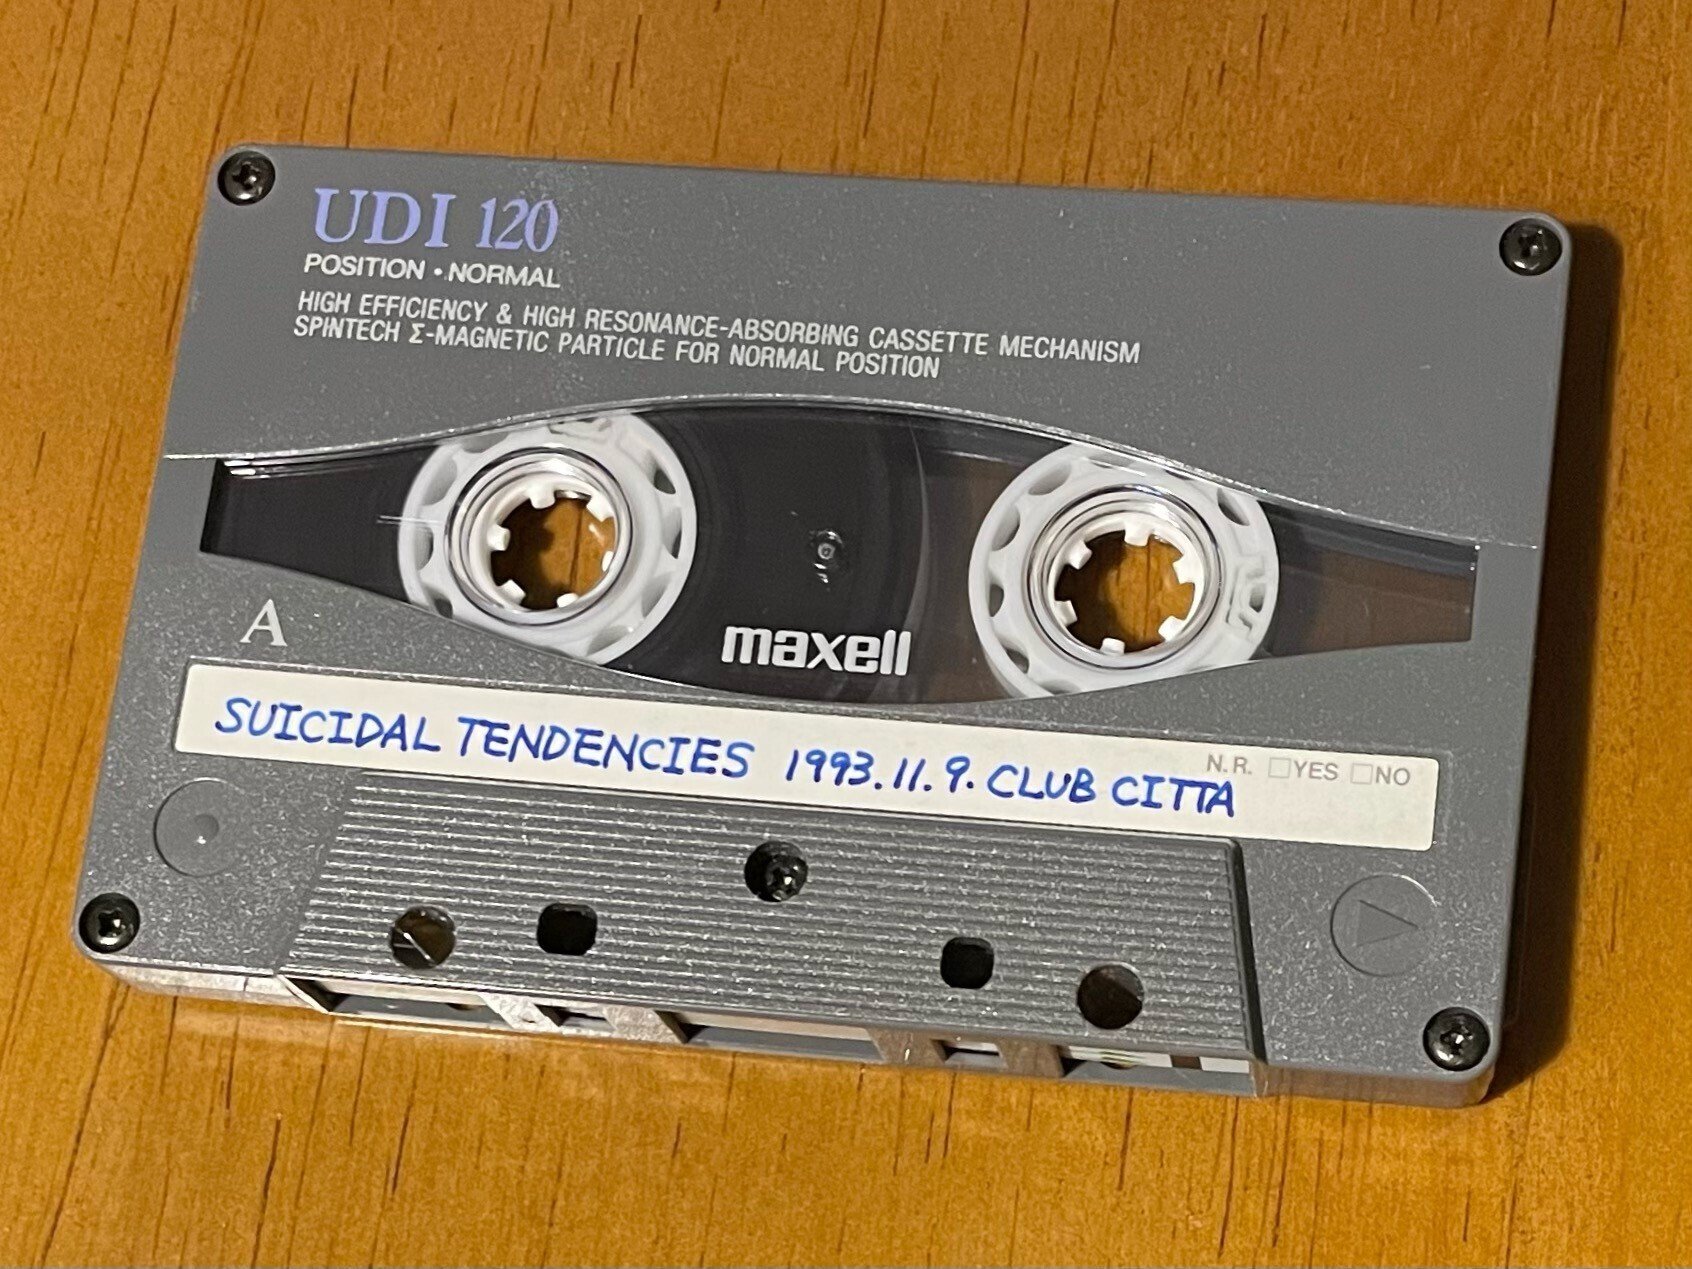 UDI 120
POSITION • NORMAL
HIGH EFFICIENCY & HIGH RESONANCE-ABSORBING CASSETTE MECHANISM
SPINTECH Σ-MAGNETIC PARTICLE FOR NORMAL POSITION
maxell
A
N.R. □YES □NO
SUICIDAL TENDENCIES 1993.11.9. CLUB CITTA